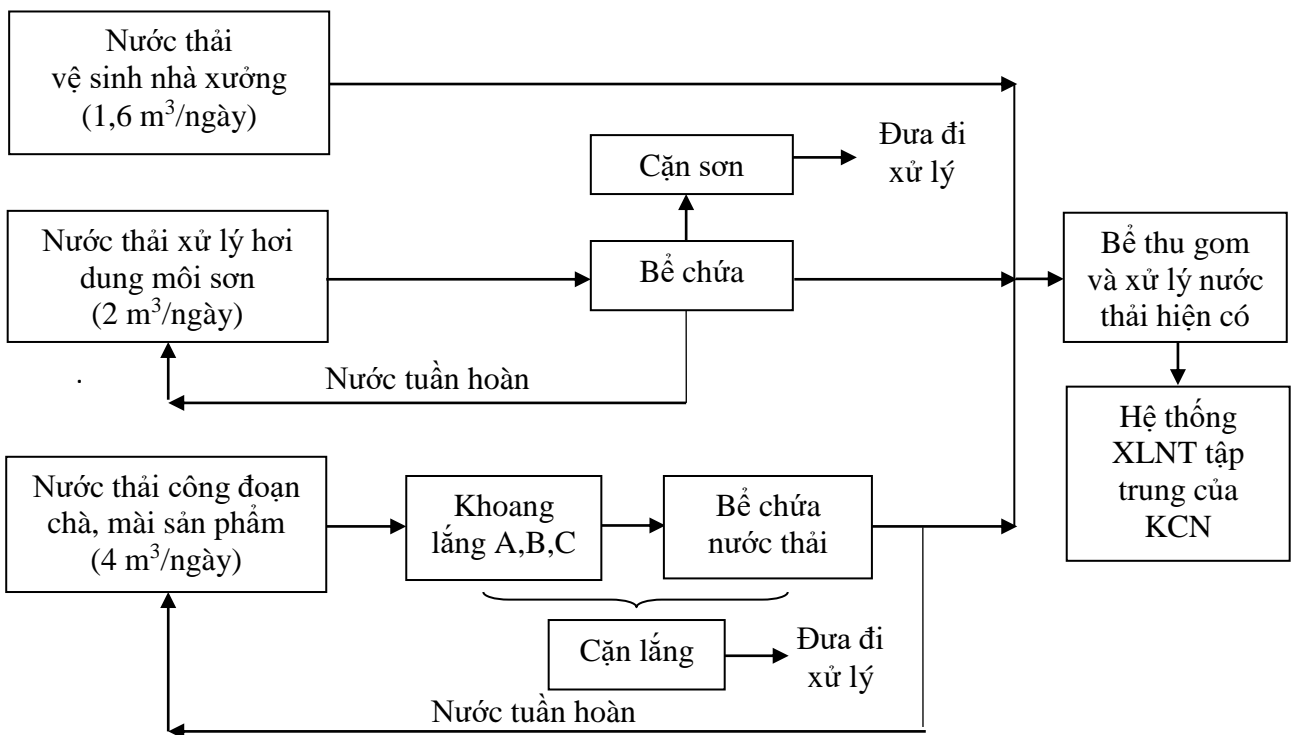 Nước thải
vệ sinh nhà xưởng
(1,6 m³/ngày)
Đưa đi
xử lý
Cặn sơn
Nước thải xử lý hơi
dung môi sơn
(2 m³/ngày)
Bể chứa
Bể thu gom
và xử lý nước
thải hiện có
Nước tuần hoàn
Hệ thống
XLNT tập
trung của
KCN
Nước thải công đoạn
chà, mài sản phẩm
(4 m³/ngày)
Khoang
lắng A,B,C
Bể chứa
nước thải
Cặn lắng
Đưa đi
xử lý
Nước tuần hoàn